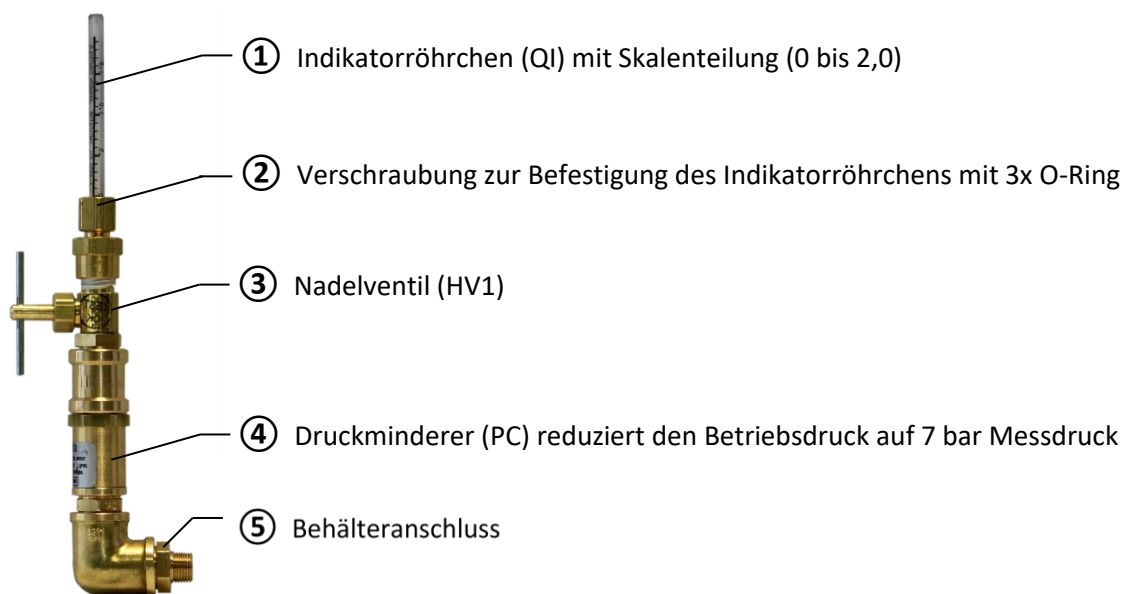 ① Indikatorröhrchen (QI) mit Skalenteilung (0 bis 2,0)
② Verschraubung zur Befestigung des Indikatorröhrchens mit 3x O-Ring
③ Nadelventil (HV1)
④ Druckminderer (PC) reduziert den Betriebsdruck auf 7 bar Messdruck
⑤ Behälteranschluss